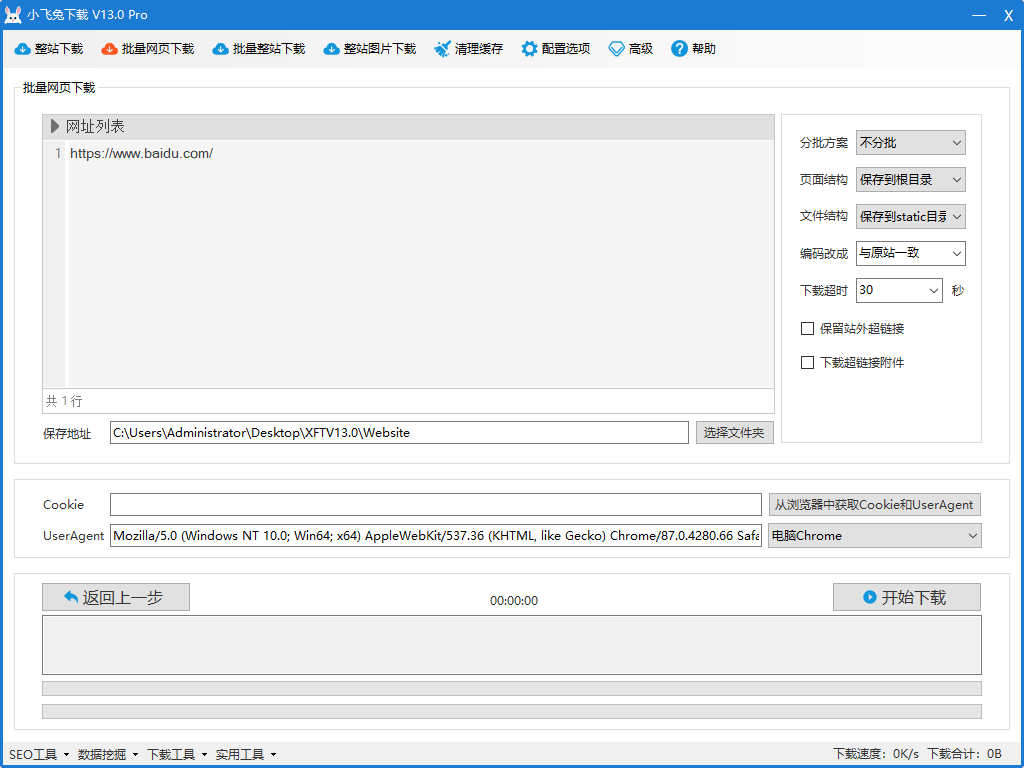 小飞兔下载 V13.0 Pro
整站下载 批量网页下载 批量整站下载 整站图片下载 清理缓存 配置选项 高级 帮助
批量网页下载
网址列表
1 https://www.baidu.com/
共 1 行
保存地址 C:\Users\Administrator\Desktop\XFTV13.0\Website 选择文件夹
分批方案 不分批
页面结构 保存到根目录
文件结构 保存到static目录
编码改成 与原站一致
下载超时 30 秒
保留站外超链接
下载超链接附件
Cookie 从浏览器中获取Cookie和UserAgent
UserAgent Mozilla/5.0 (Windows NT 10.0; Win64; x64) AppleWebKit/537.36 (KHTML, like Gecko) Chrome/87.0.4280.66 Safa 电脑Chrome
返回上一步 00:00:00 开始下载
SEO工具 数据挖掘 下载工具 实用工具 下载速度: 0K/s 下载合计: 0B